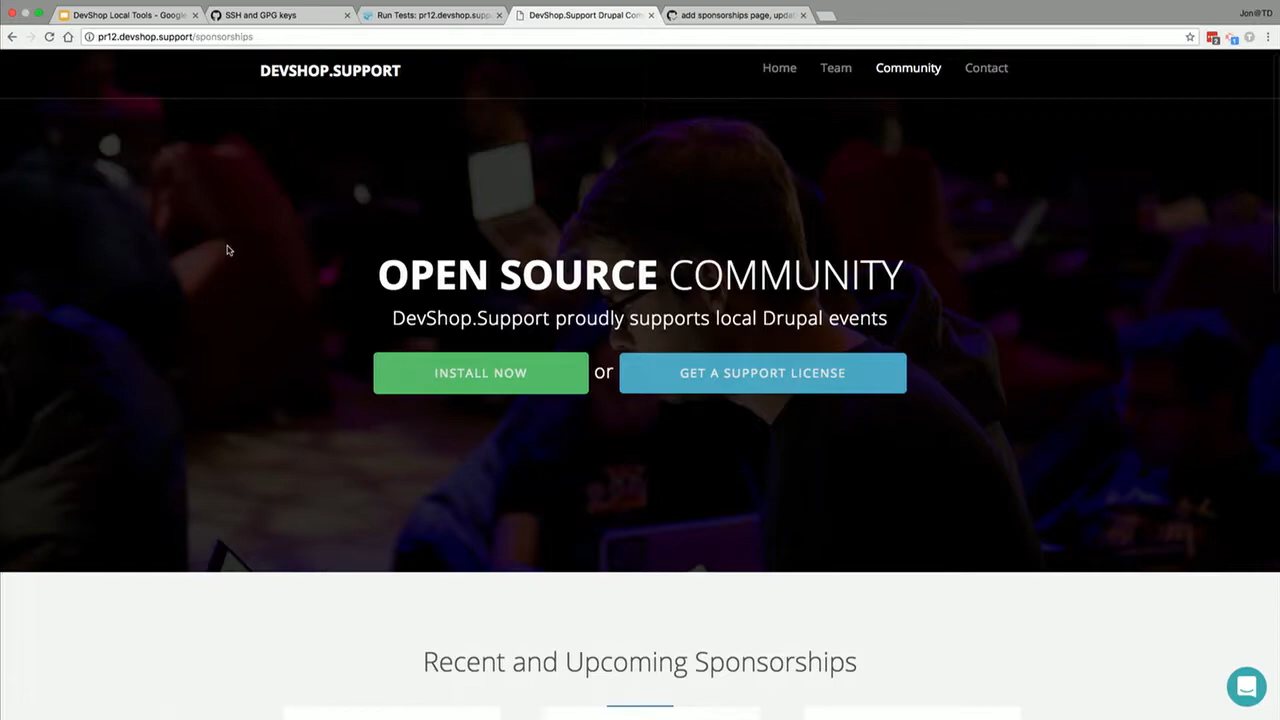 DevShop Local Tools - Google
SSH and GPG keys
Run Tests: pr12.devshop.supp
DevShop.Support Drupal Com
add sponsorships page, updat
Jon@TD
pr12.devshop.support/sponsorships
DEVSHOP.SUPPORT
Home Team Community Contact
OPEN SOURCE COMMUNITY
DevShop.Support proudly supports local Drupal events
INSTALL NOW or GET A SUPPORT LICENSE
Recent and Upcoming Sponsorships